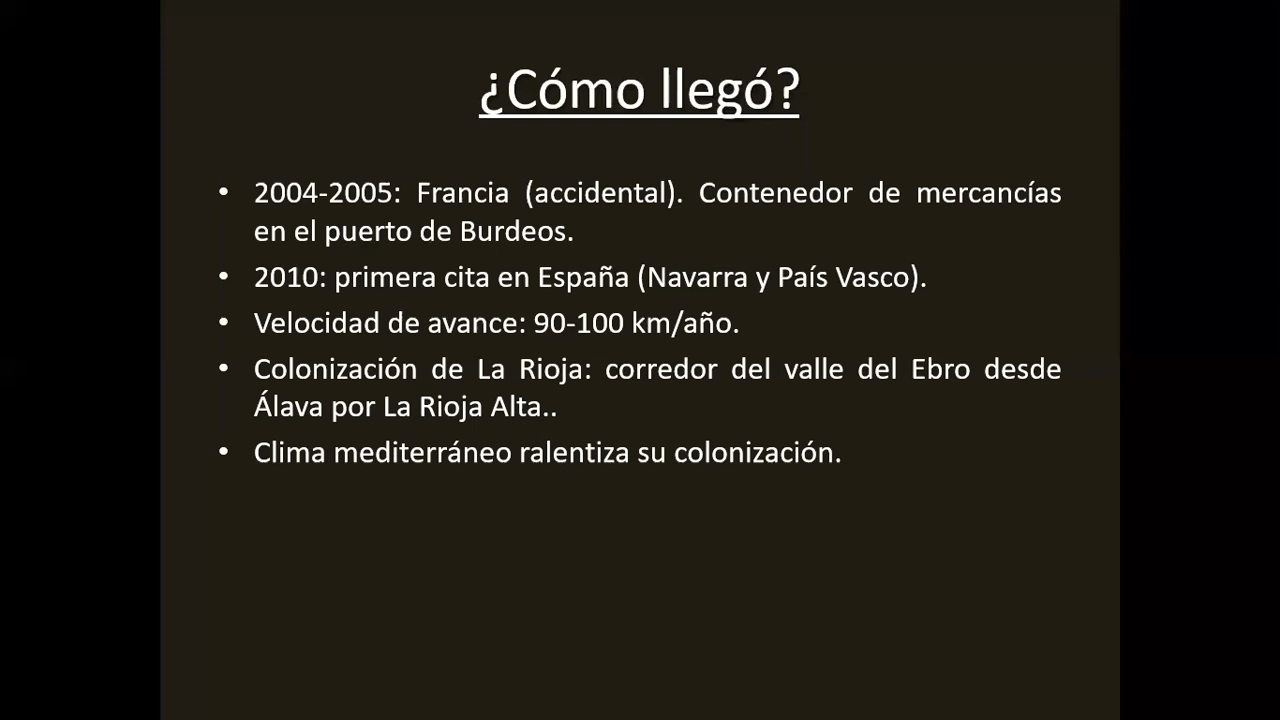 ¿Cómo llegó?
• 2004-2005: Francia (accidental). Contenedor de mercancías
en el puerto de Burdeos.
• 2010: primera cita en España (Navarra y País Vasco).
• Velocidad de avance: 90-100 km/año.
• Colonización de La Rioja: corredor del valle del Ebro desde
Álava por La Rioja Alta..
• Clima mediterráneo ralentiza su colonización.